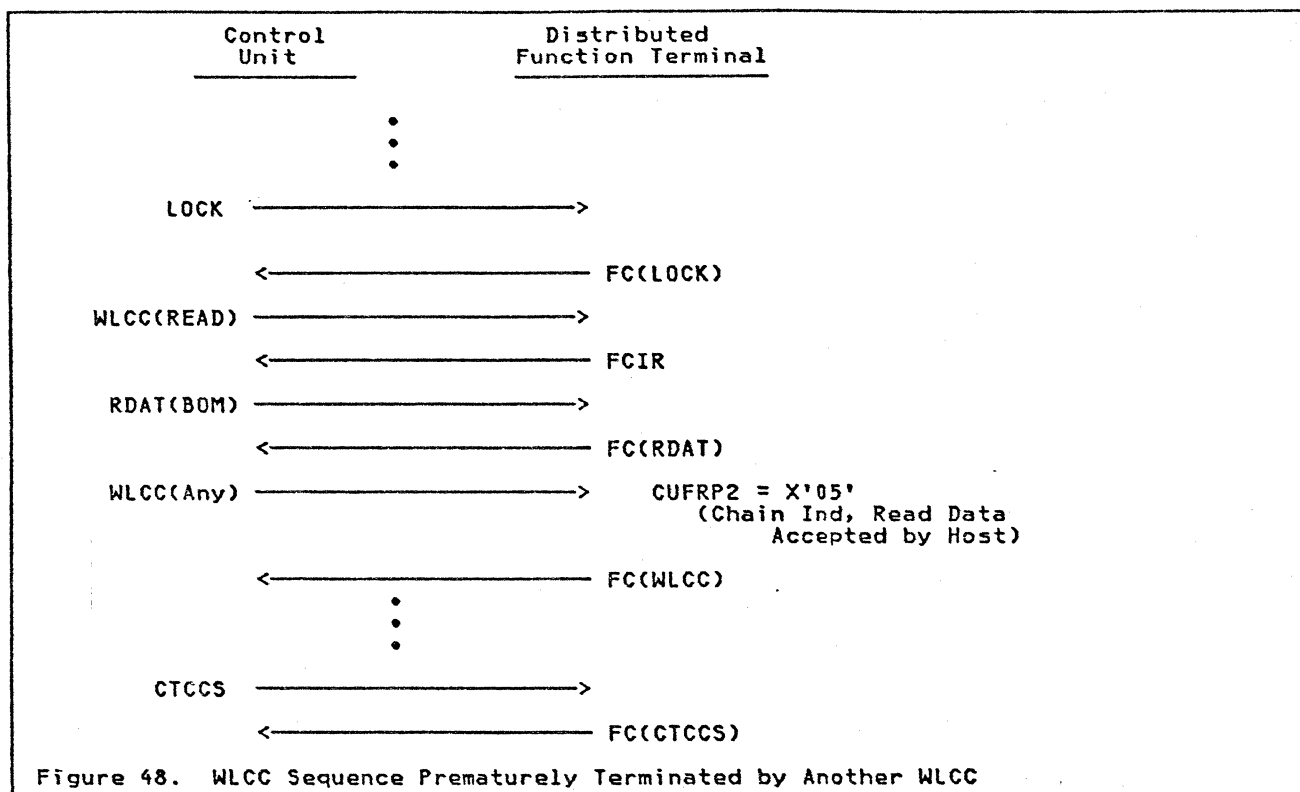 Control Unit
Distributed Function Terminal
LOCK
FC(LOCK)
WLCC(READ)
FCIR
RDAT(BOM)
FC(RDAT)
WLCC(Any)
CUFRP2 = X'05'
(Chain Ind, Read Data
Accepted by Host)
FC(WLCC)
CTCCS
FC(CTCCS)
Figure 48. WLCC Sequence Prematurely Terminated by Another WLCC